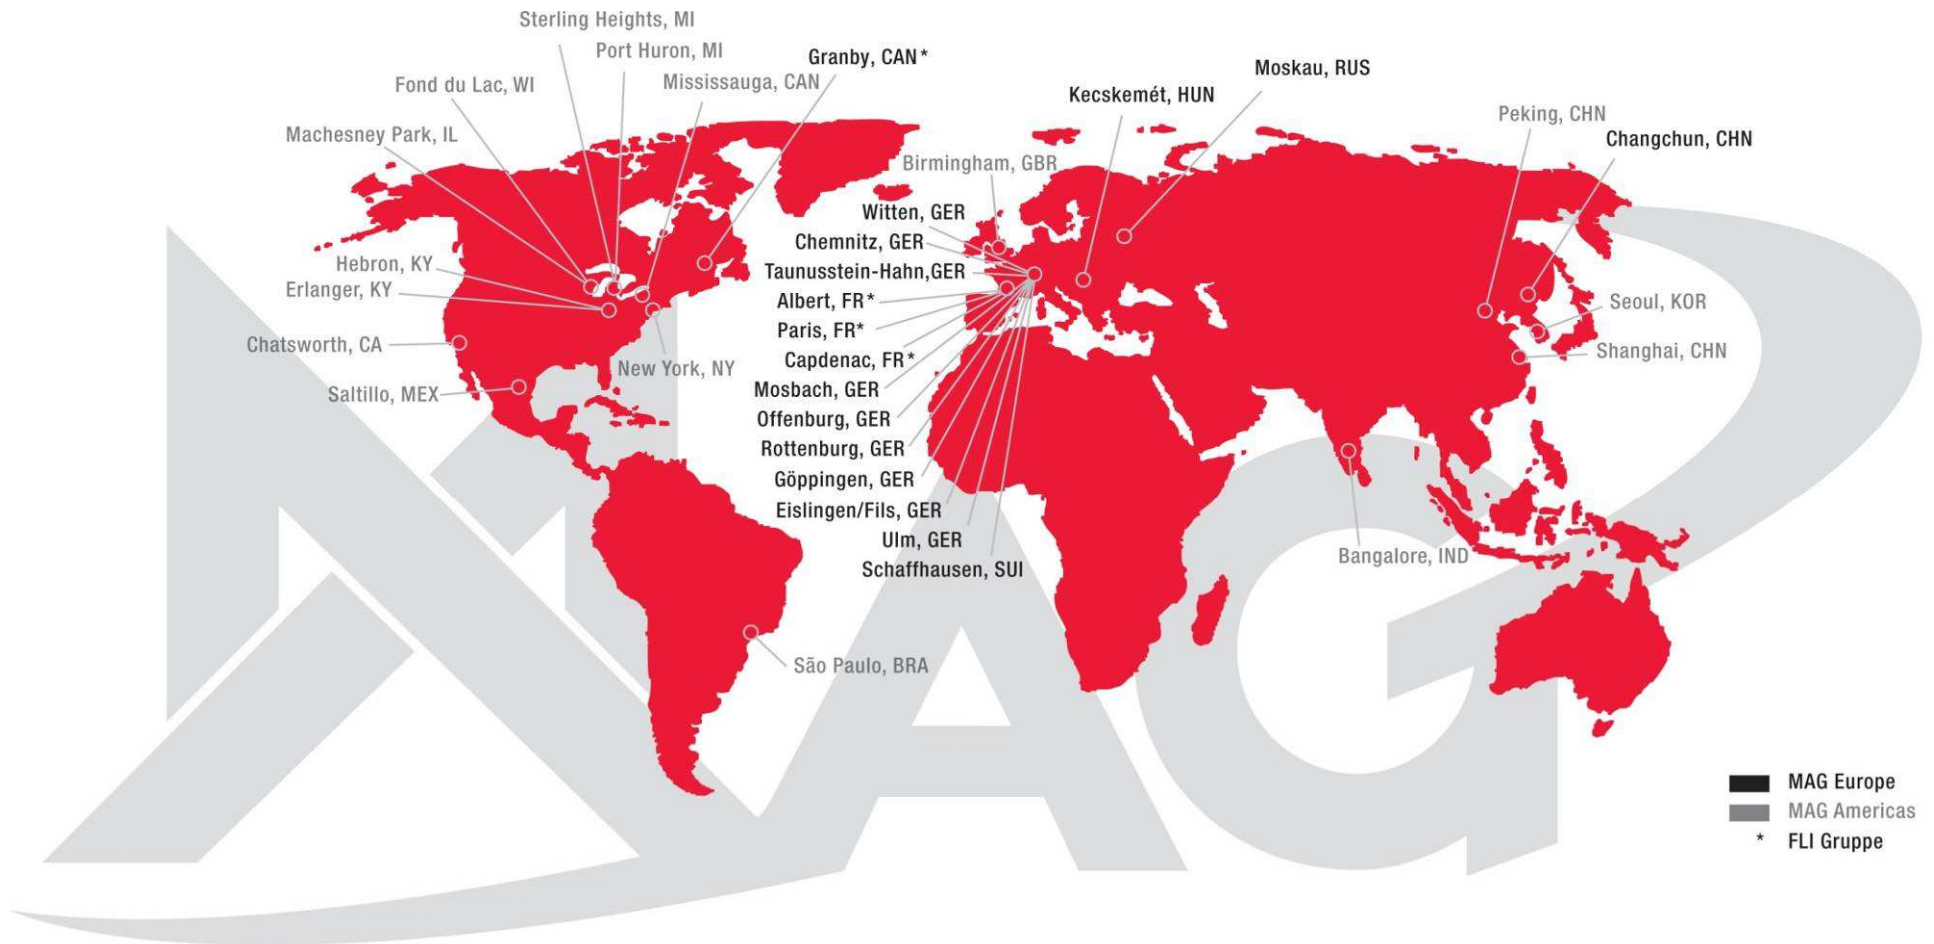 Sterling Heights, MI
Port Huron, MI
Granby, CAN*
Moskau, RUS
Fond du Lac, WI
Mississauga, CAN
Kecskemét, HUN
Peking, CHN
Machesney Park, IL
Changchun, CHN
Birmingham, GBR
Witten, GER
Chemnitz, GER
Hebron, KY
Taunusstein-Hahn,GER
Erlanger, KY
Albert, FR*
Seoul, KOR
Paris, FR*
Chatsworth, CA
Shanghai, CHN
Capdenac, FR*
New York, NY
Mosbach, GER
Saltillo, MEX
Offenburg, GER
Rottenburg, GER
Göppingen, GER
Eislingen/Fils, GER
Ulm, GER
Bangalore, IND
Schaffhausen, SUI
São Paulo, BRA
MAG
MAG Europe
MAG Americas
* FLI Gruppe